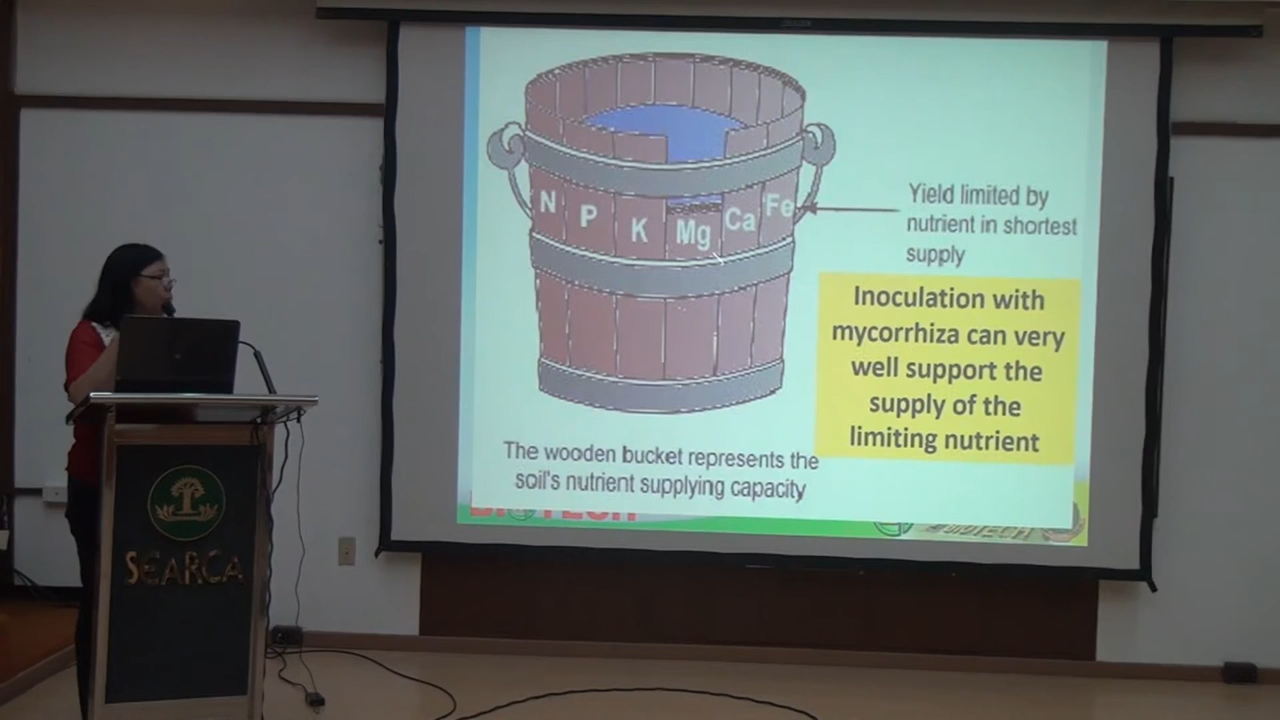 N P K Mg Ca Fe
Yield limited by
nutrient in shortest
supply
Inoculation with
mycorrhiza can very
well support the
supply of the
limiting nutrient
The wooden bucket represents the
soil's nutrient supplying capacity
BIOTECH
SEARCA